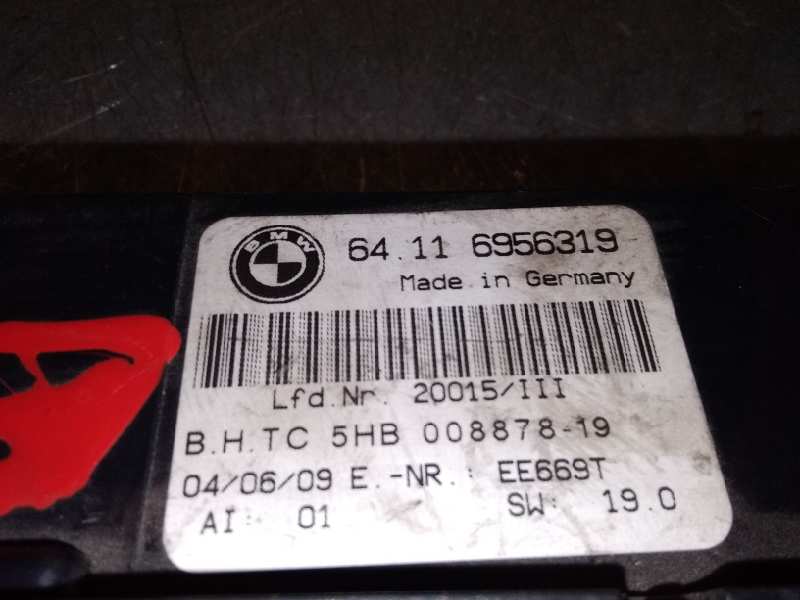 BMW
64.11 6956319
Made in Germany
Lfd.Nr. 20015/III
B.H.TC 5HB 008878-19
04/06/09 E.-NR.: EE669T
AI: 01 SW: 19.0